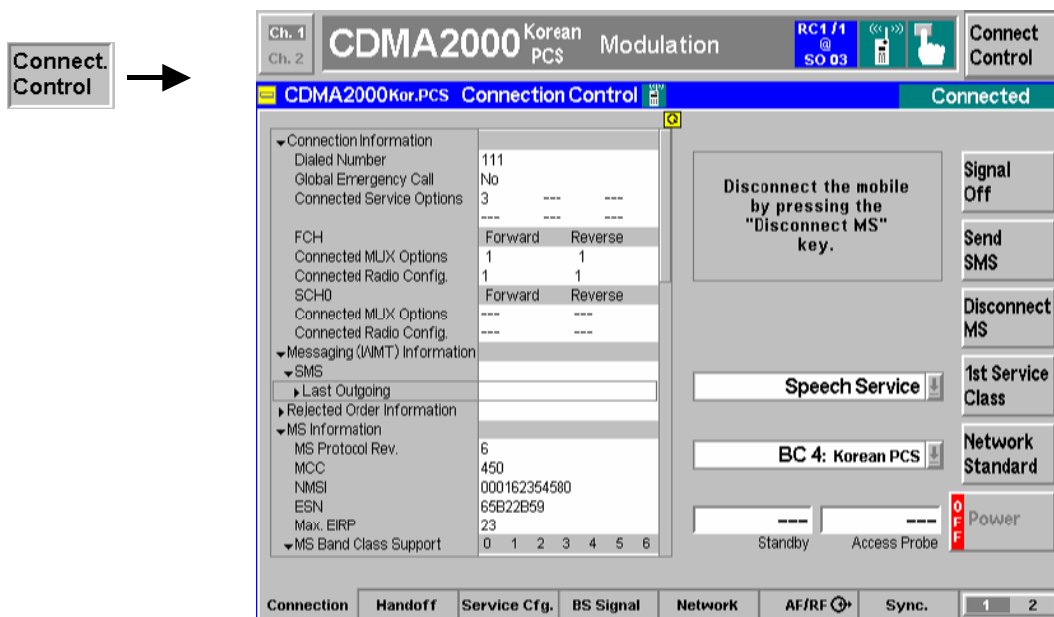 Connect.
Control
Ch. 1
Ch. 2
CDMA2000 Korean PCS Modulation
RC1 /1
@
SO 03
Connect
Control
CDMA2000Kor.PCS Connection Control
Connected
Connection Information
Dialed Number 111
Global Emergency Call No
Connected Service Options 3 --- ---
--- --- ---
FCH Forward Reverse
Connected MUX Options 1 1
Connected Radio Config. 1 1
SCH0 Forward Reverse
Connected MUX Options --- ---
Connected Radio Config. --- ---
Messaging (WMT) Information
SMS
Last Outgoing
Rejected Order Information
MS Information
MS Protocol Rev. 6
MCC 450
NMSI 000162354580
ESN 65B22B59
Max. EIRP 23
MS Band Class Support 0 1 2 3 4 5 6
Disconnect the mobile
by pressing the
"Disconnect MS"
key.
Speech Service
BC 4: Korean PCS
--- ---
Standby Access Probe
Signal
Off
Send
SMS
Disconnect
MS
1st Service
Class
Network
Standard
OFF
Power
Connection Handoff Service Cfg. BS Signal Network AF/RF Sync. 1 2